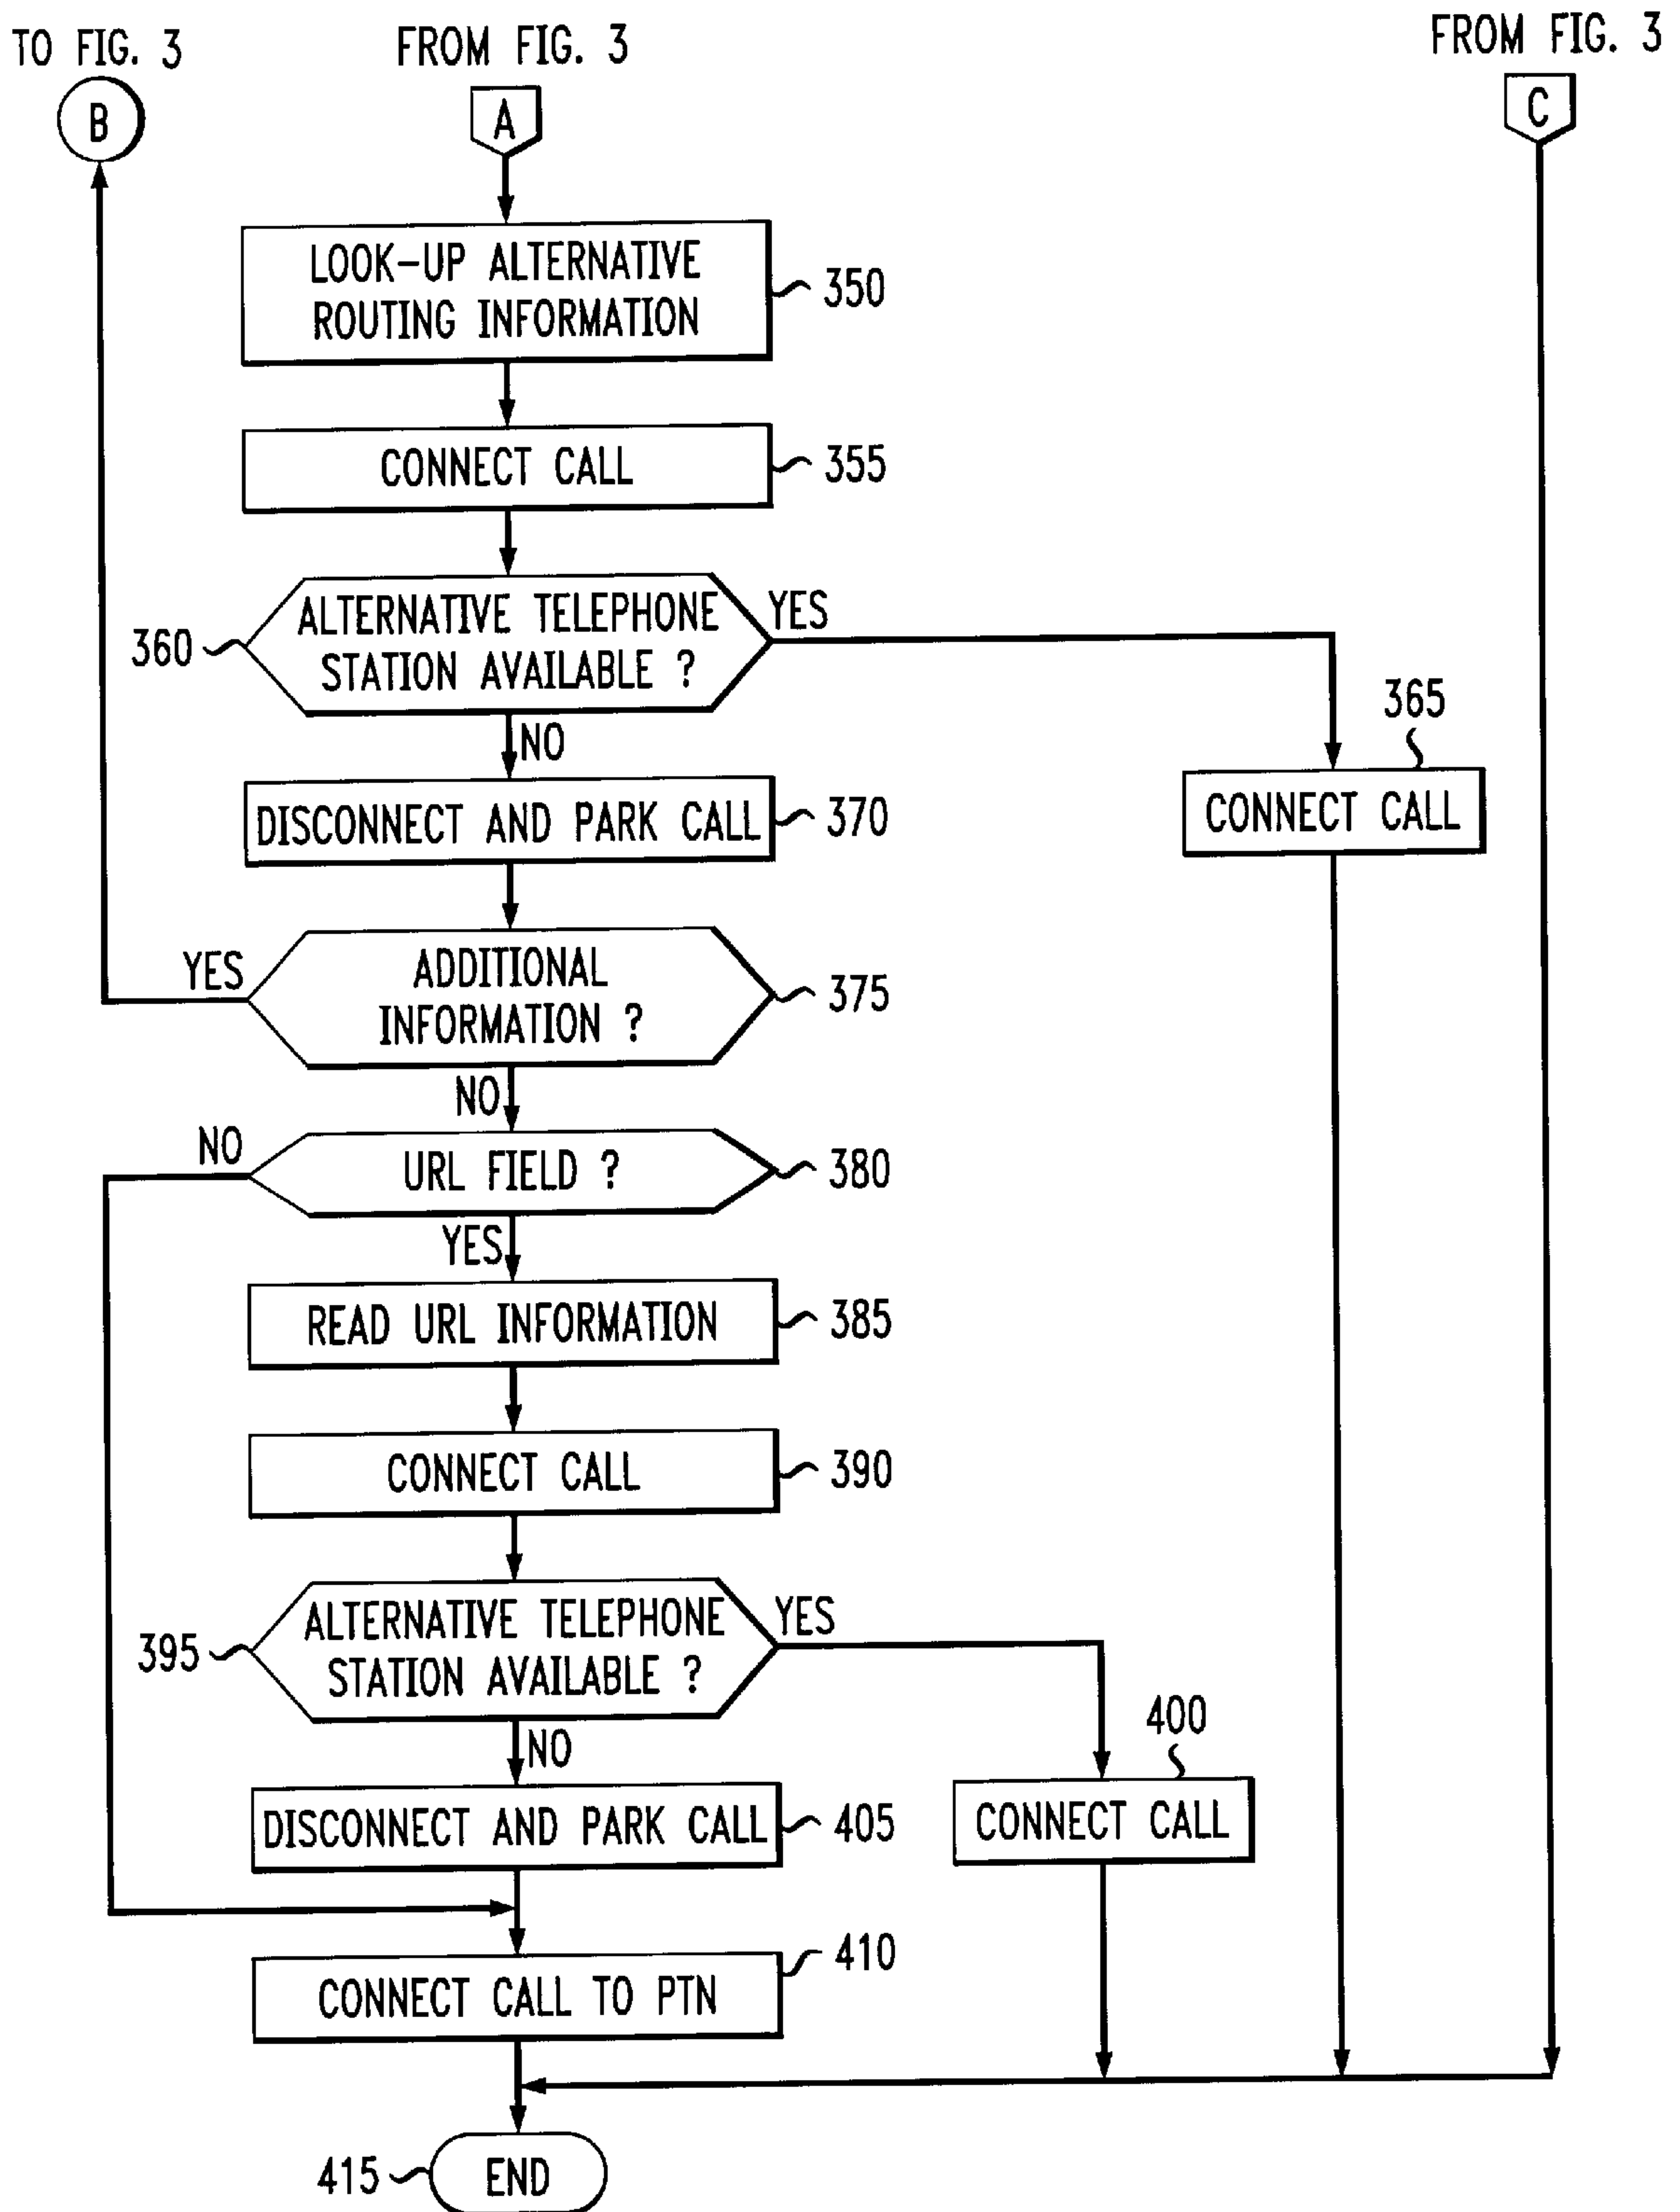 TO FIG. 3
FROM FIG. 3
FROM FIG. 3
B
A
C
LOOK-UP ALTERNATIVE
ROUTING INFORMATION
350
CONNECT CALL
355
ALTERNATIVE TELEPHONE
STATION AVAILABLE ?
360
YES
NO
365
CONNECT CALL
DISCONNECT AND PARK CALL
370
YES
ADDITIONAL
INFORMATION ?
375
NO
NO
URL FIELD ?
380
YES
READ URL INFORMATION
385
CONNECT CALL
390
ALTERNATIVE TELEPHONE
STATION AVAILABLE ?
395
YES
NO
400
CONNECT CALL
DISCONNECT AND PARK CALL
405
410
CONNECT CALL TO PTN
415
END